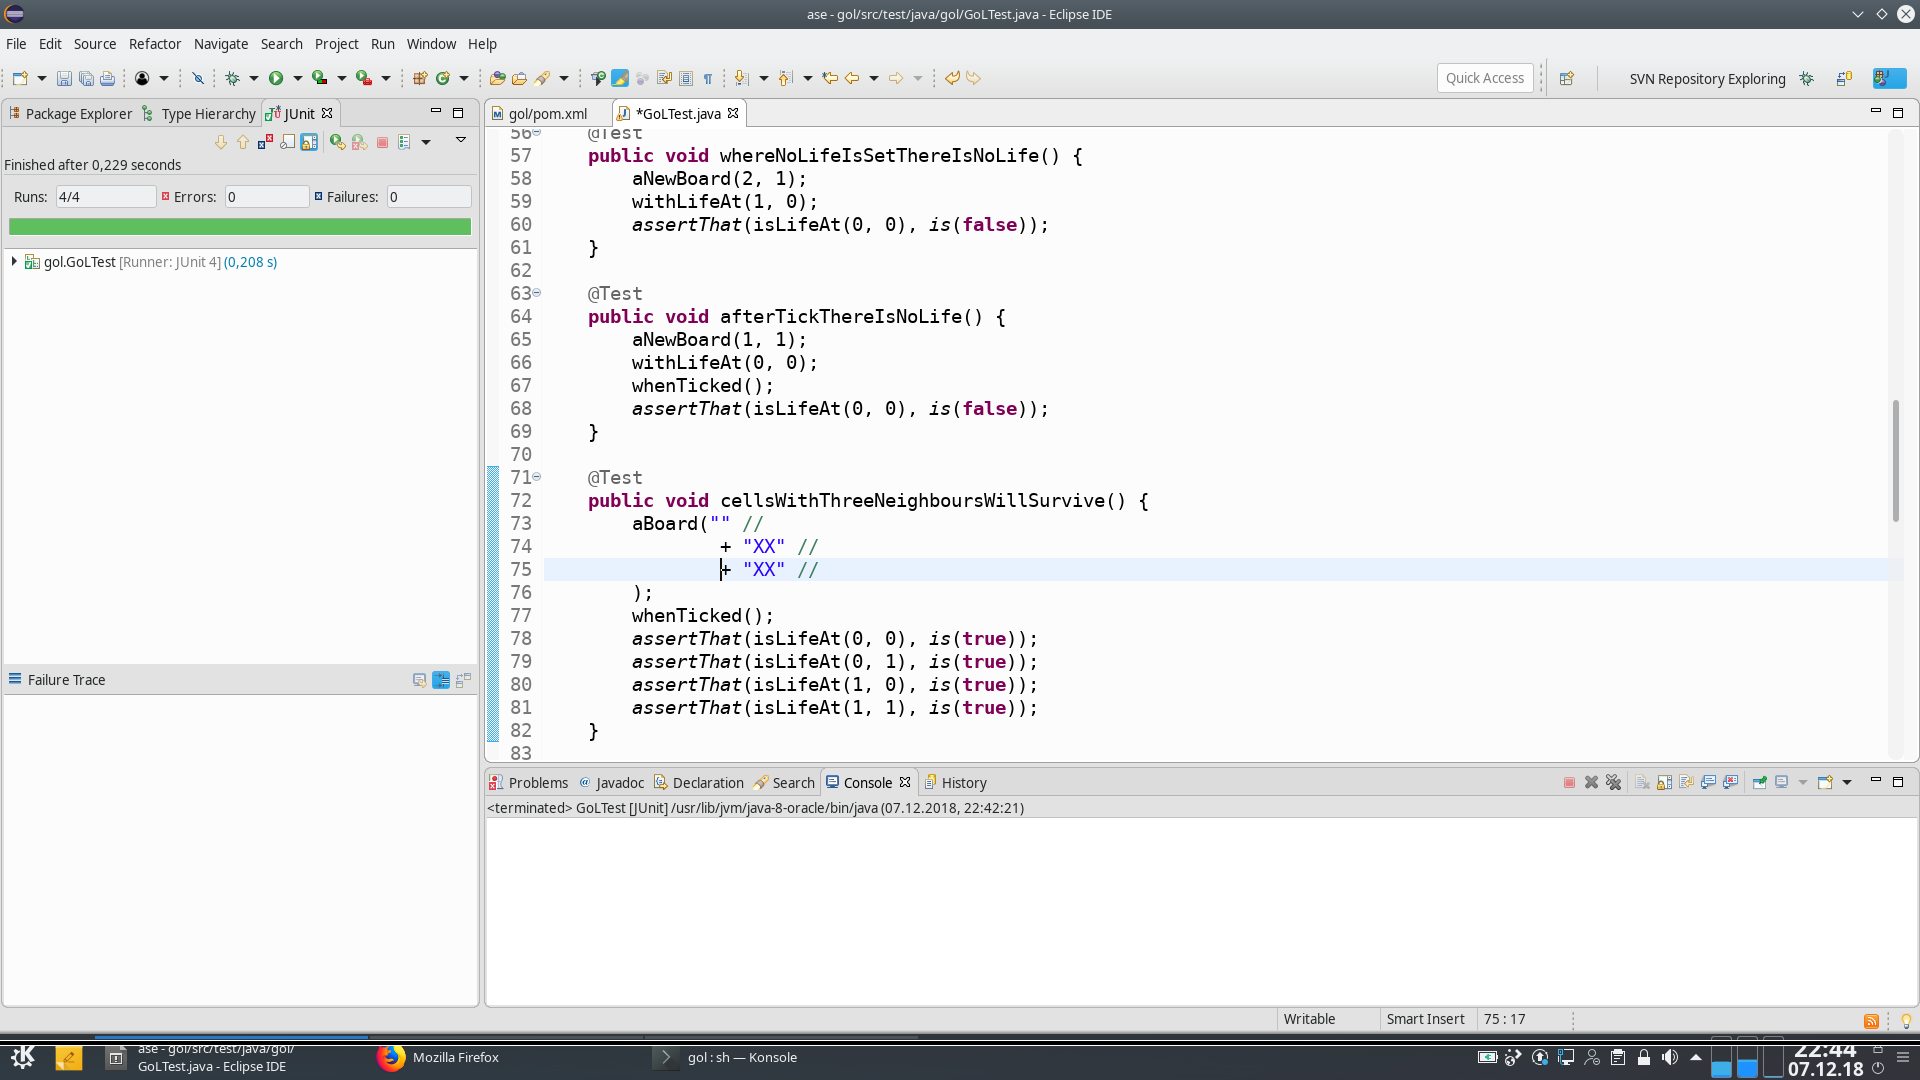 ase - gol/src/test/java/gol/GoLTest.java - Eclipse IDE
File Edit Source Refactor Navigate Search Project Run Window Help
Quick Access
SVN Repository Exploring
Package Explorer Type Hierarchy JUnit
Finished after 0,229 seconds
Runs: 4/4 Errors: 0 Failures: 0
gol.GoLTest [Runner: JUnit 4] (0,208 s)
Failure Trace
gol/pom.xml *GoLTest.java
56 @Test
57 public void whereNoLifeIsSetThereIsNoLife() {
58 aNewBoard(2, 1);
59 withLifeAt(1, 0);
60 assertThat(isLifeAt(0, 0), is(false));
61 }
62
63 @Test
64 public void afterTickThereIsNoLife() {
65 aNewBoard(1, 1);
66 withLifeAt(0, 0);
67 whenTicked();
68 assertThat(isLifeAt(0, 0), is(false));
69 }
70
71 @Test
72 public void cellsWithThreeNeighboursWillSurvive() {
73 aBoard("" //
74 + "XX" //
75 + "XX" //
76 );
77 whenTicked();
78 assertThat(isLifeAt(0, 0), is(true));
79 assertThat(isLifeAt(0, 1), is(true));
80 assertThat(isLifeAt(1, 0), is(true));
81 assertThat(isLifeAt(1, 1), is(true));
82 }
83
Problems @ Javadoc Declaration Search Console History
<terminated> GoLTest [JUnit] /usr/lib/jvm/java-8-oracle/bin/java (07.12.2018, 22:42:21)
Writable Smart Insert 75 : 17
ase - gol/src/test/java/gol/
GoLTest.java - Eclipse IDE
Mozilla Firefox
gol : sh — Konsole
22:44
07.12.18